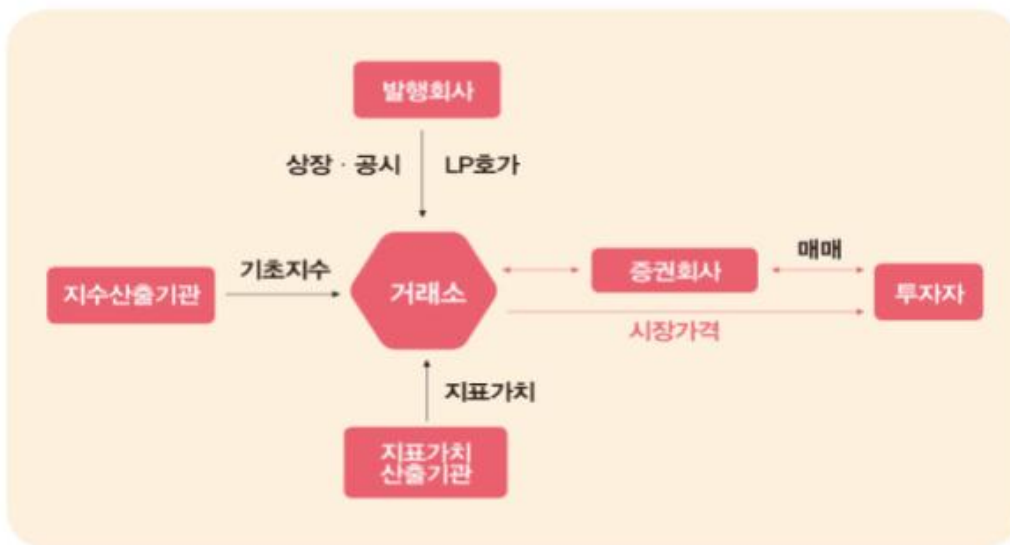 발행회사
상장 · 공시
LP호가
지수산출기관
기초지수
거래소
증권회사
매매
투자자
시장가격
지표가치
지표가치
산출기관